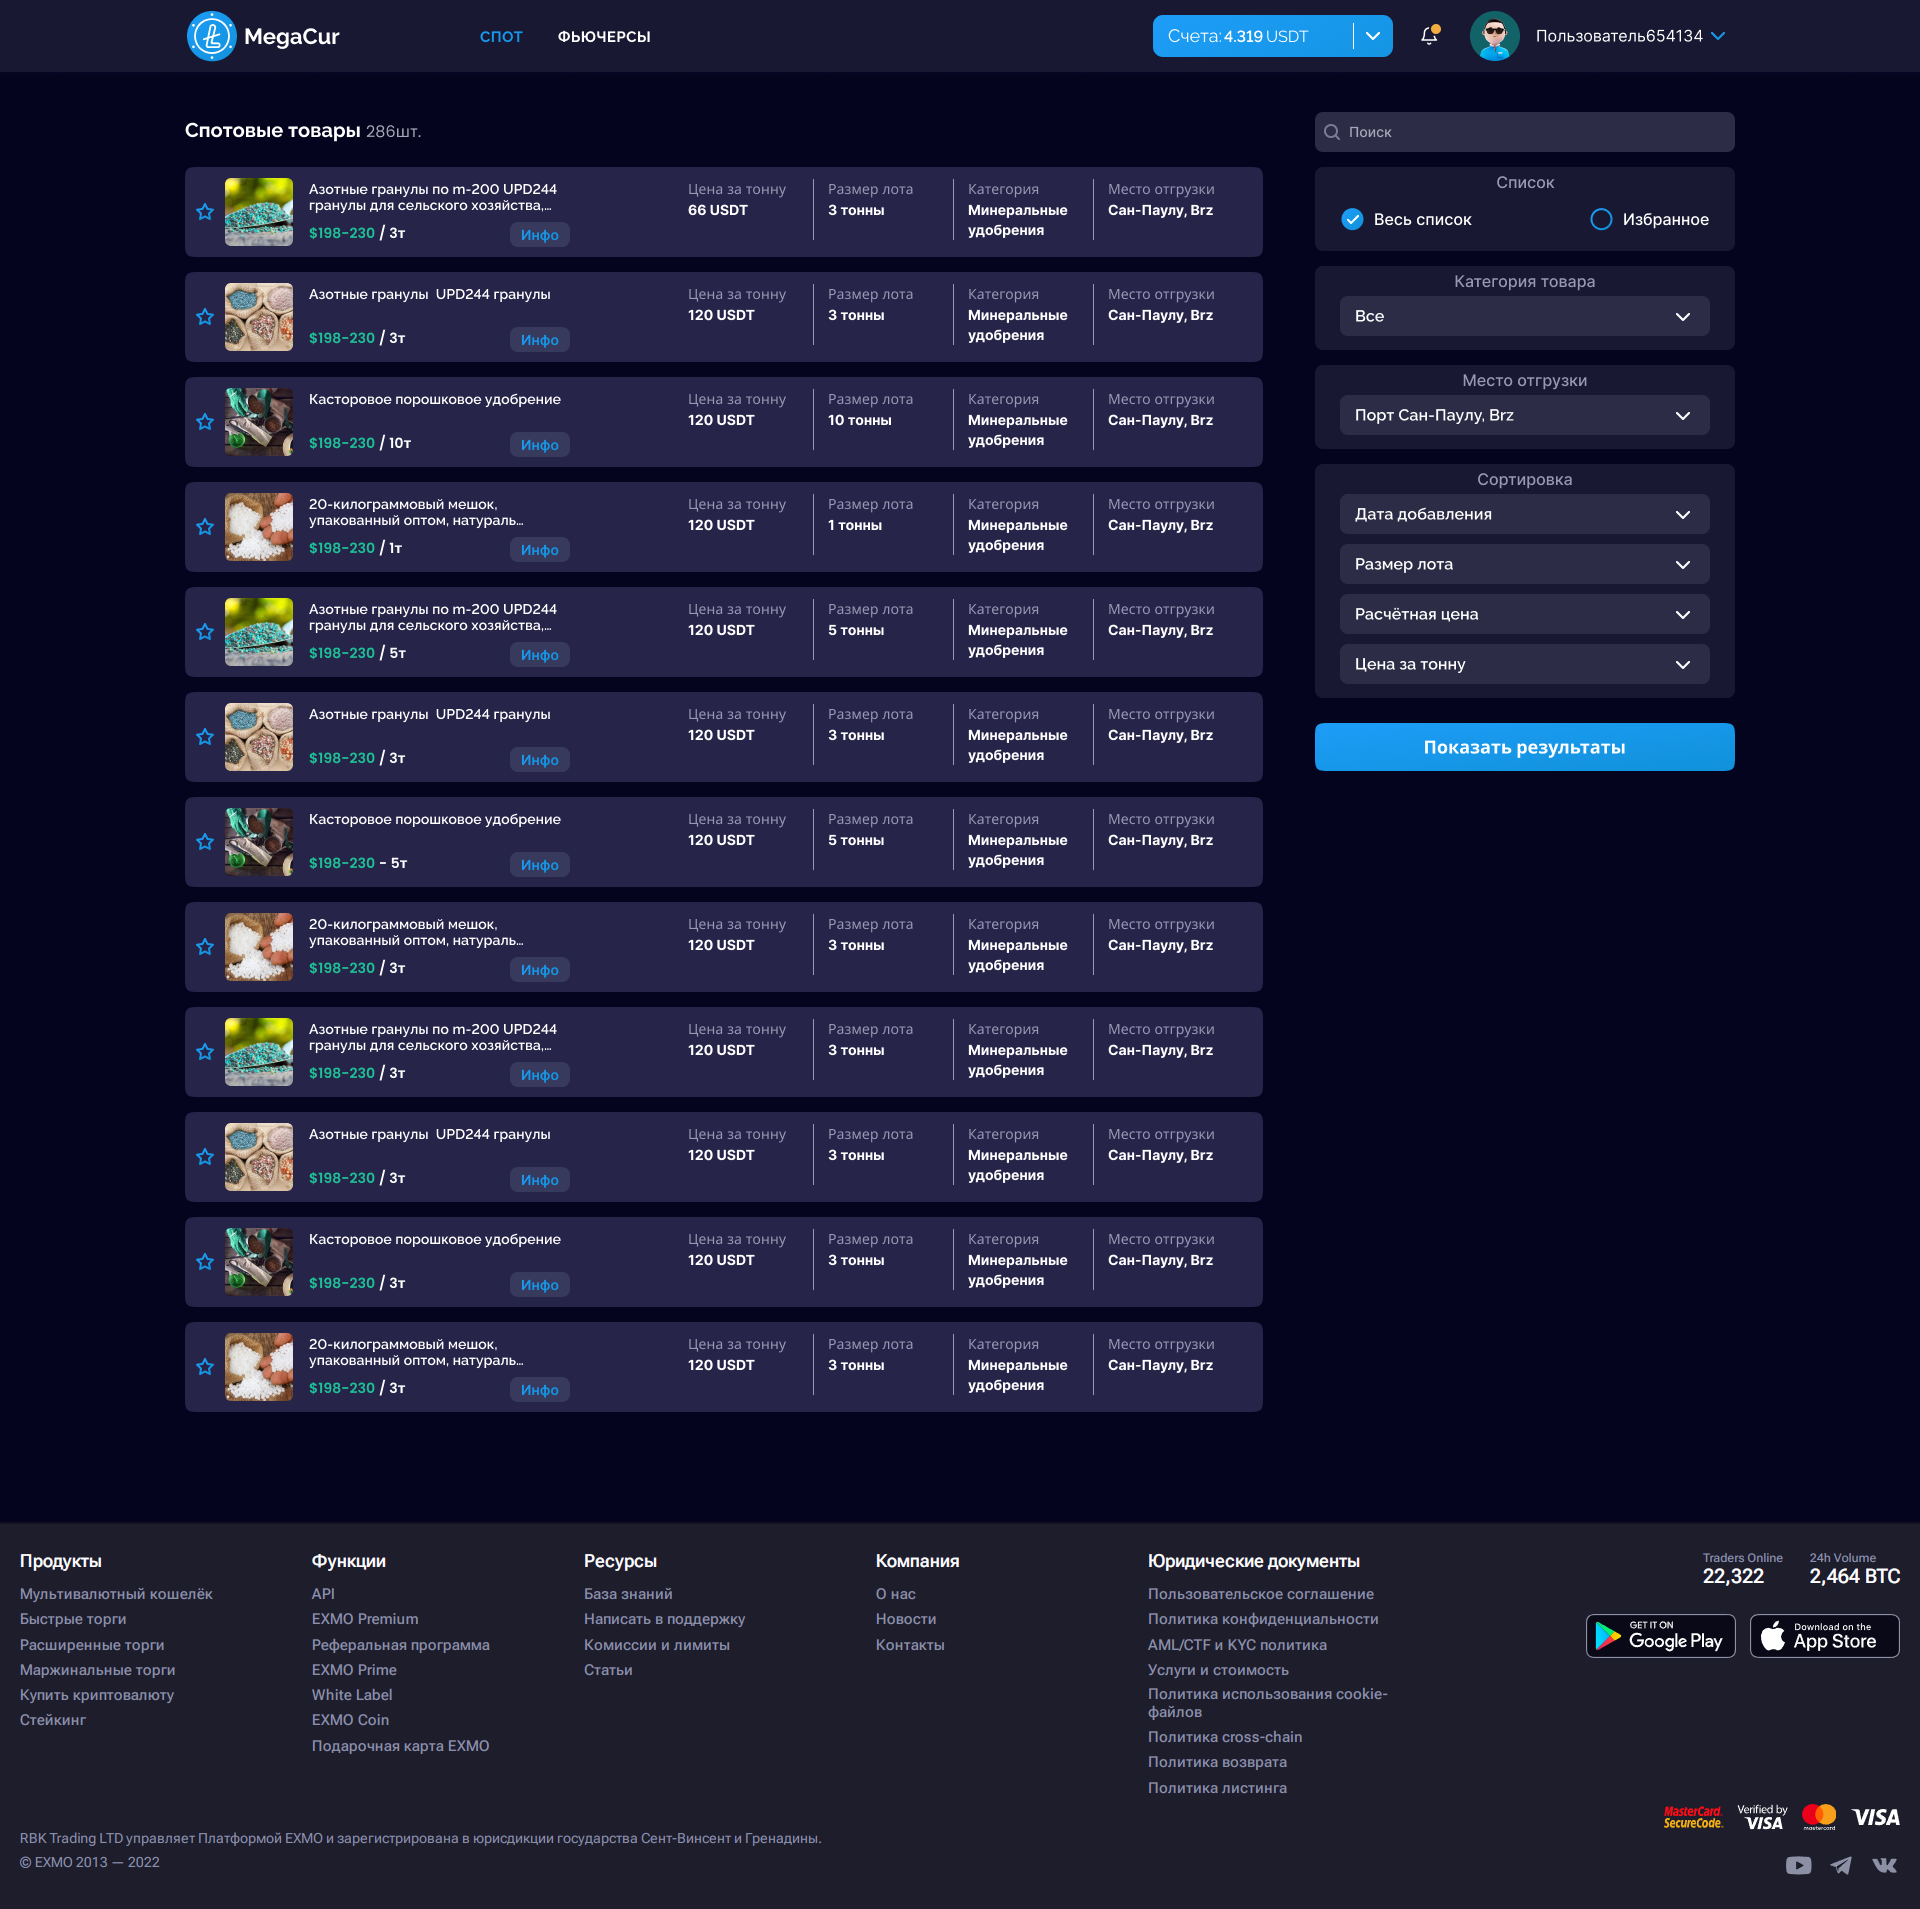 MegaCur
СПОТ
ФЬЮЧЕРСЫ
Счета: 4.319 USDT
Пользователь654134
Спотовые товары 286шт.
Азотные гранулы по m-200 UPD244
гранулы для сельского хозяйства,...
$198-230 / 3т
Инфо
Цена за тонну
66 USDT
Размер лота
3 тонны
Категория
Минеральные
удобрения
Место отгрузки
Сан-Паулу, Brz
Азотные гранулы  UPD244 гранулы
$198-230 / 3т
Инфо
Цена за тонну
120 USDT
Размер лота
3 тонны
Категория
Минеральные
удобрения
Место отгрузки
Сан-Паулу, Brz
Касторовое порошковое удобрение
$198-230 / 10т
Инфо
Цена за тонну
120 USDT
Размер лота
10 тонны
Категория
Минеральные
удобрения
Место отгрузки
Сан-Паулу, Brz
20-килограммовый мешок,
упакованный оптом, натураль...
$198-230 / 1т
Инфо
Цена за тонну
120 USDT
Размер лота
1 тонны
Категория
Минеральные
удобрения
Место отгрузки
Сан-Паулу, Brz
Азотные гранулы по m-200 UPD244
гранулы для сельского хозяйства,...
$198-230 / 5т
Инфо
Цена за тонну
120 USDT
Размер лота
5 тонны
Категория
Минеральные
удобрения
Место отгрузки
Сан-Паулу, Brz
Азотные гранулы  UPD244 гранулы
$198-230 / 3т
Инфо
Цена за тонну
120 USDT
Размер лота
3 тонны
Категория
Минеральные
удобрения
Место отгрузки
Сан-Паулу, Brz
Касторовое порошковое удобрение
$198-230 - 5т
Инфо
Цена за тонну
120 USDT
Размер лота
5 тонны
Категория
Минеральные
удобрения
Место отгрузки
Сан-Паулу, Brz
20-килограммовый мешок,
упакованный оптом, натураль...
$198-230 / 3т
Инфо
Цена за тонну
120 USDT
Размер лота
3 тонны
Категория
Минеральные
удобрения
Место отгрузки
Сан-Паулу, Brz
Азотные гранулы по m-200 UPD244
гранулы для сельского хозяйства,...
$198-230 / 3т
Инфо
Цена за тонну
120 USDT
Размер лота
3 тонны
Категория
Минеральные
удобрения
Место отгрузки
Сан-Паулу, Brz
Азотные гранулы  UPD244 гранулы
$198-230 / 3т
Инфо
Цена за тонну
120 USDT
Размер лота
3 тонны
Категория
Минеральные
удобрения
Место отгрузки
Сан-Паулу, Brz
Касторовое порошковое удобрение
$198-230 / 3т
Инфо
Цена за тонну
120 USDT
Размер лота
3 тонны
Категория
Минеральные
удобрения
Место отгрузки
Сан-Паулу, Brz
20-килограммовый мешок,
упакованный оптом, натураль...
$198-230 / 3т
Инфо
Цена за тонну
120 USDT
Размер лота
3 тонны
Категория
Минеральные
удобрения
Место отгрузки
Сан-Паулу, Brz
Поиск
Список
Весь список
Избранное
Категория товара
Все
Место отгрузки
Порт Сан-Паулу, Brz
Сортировка
Дата добавления
Размер лота
Расчётная цена
Цена за тонну
Показать результаты
Продукты
Мультивалютный кошелёк
Быстрые торги
Расширенные торги
Маржинальные торги
Купить криптовалюту
Стейкинг
Функции
API
EXMO Premium
Реферальная программа
EXMO Prime
White Label
EXMO Coin
Подарочная карта EXMO
Ресурсы
База знаний
Написать в поддержку
Комиссии и лимиты
Статьи
Компания
О нас
Новости
Контакты
Юридические документы
Пользовательское соглашение
Политика конфиденциальности
AML/CTF и KYC политика
Услуги и стоимость
Политика использования cookie-
файлов
Политика cross-chain
Политика возврата
Политика листинга
Traders Online
22,322
24h Volume
2,464 BTC
GET IT ON
Google Play
Download on the
App Store
MasterCard.
SecureCode.
Verified by
VISA
mastercard
VISA
RBK Trading LTD управляет Платформой EXMO и зарегистрирована в юрисдикции государства Сент-Винсент и Гренадины.
© EXMO 2013 — 2022